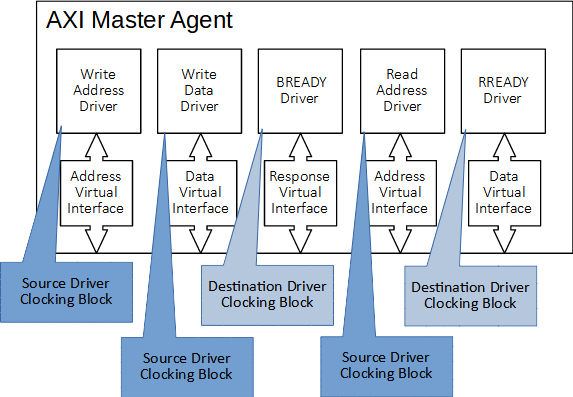 AXI Master Agent
Write
Address
Driver
Write
Data
Driver
BREADY
Driver
Read
Address
Driver
RREADY
Driver
Address
Virtual
Interface
Data
Virtual
Interface
Response
Virtual
Interface
Address
Virtual
Interface
Data
Virtual
Interface
Source Driver
Clocking Block
Destination Driver
Clocking Block
Destination Driver
Clocking Block
Source Driver
Clocking Block
Source Driver
Clocking Block